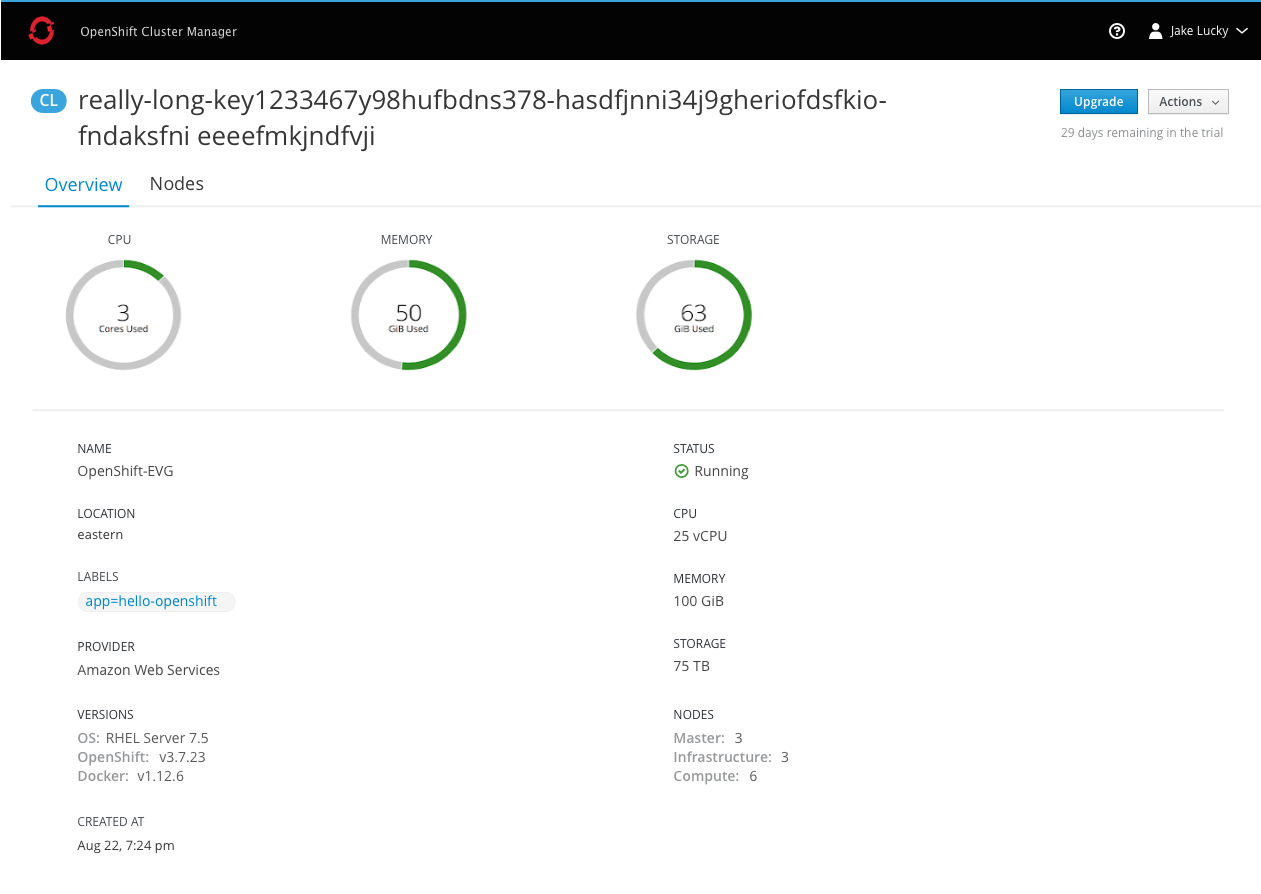 OpenShift Cluster Manager
Jake Lucky
CL
really-long-key1233467y98hufbdns378-hasdfjnni34j9gheriofdsfkio-
fndaksfni eeeefmkjndfvji
Upgrade
Actions
29 days remaining in the trial
Overview
Nodes
CPU
3
Cores Used
MEMORY
50
GiB Used
STORAGE
63
GiB Used
NAME
OpenShift-EVG
LOCATION
eastern
LABELS
app=hello-openshift
PROVIDER
Amazon Web Services
VERSIONS
OS: RHEL Server 7.5
OpenShift: v3.7.23
Docker: v1.12.6
CREATED AT
Aug 22, 7:24 pm
STATUS
Running
CPU
25 vCPU
MEMORY
100 GiB
STORAGE
75 TB
NODES
Master: 3
Infrastructure: 3
Compute: 6